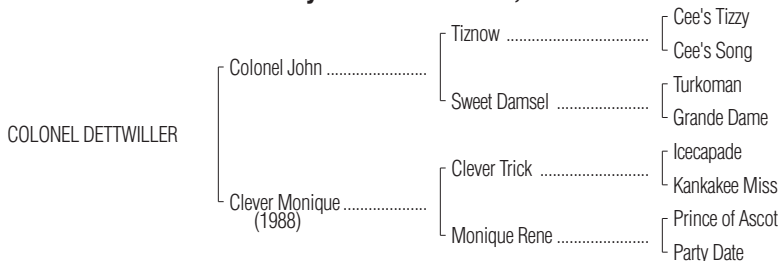 Cee's Tizzy
Tiznow ........................................
Cee's Song
Colonel John .........................
Turkoman
Sweet Damsel .........................
Grande Dame
COLONEL DETTWILLER
Icecapade
Clever Trick ..............................
Kankakee Miss
Clever Monique .....................
(1988)
Prince of Ascot
Monique Rene .........................
Party Date